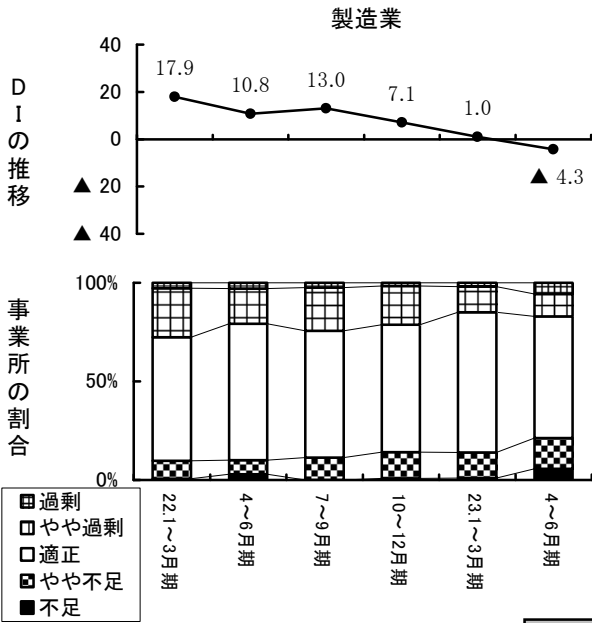 製造業
DIの推移
40
20
0
▲ 20
▲ 40
17.9
10.8
13.0
7.1
1.0
▲ 4.3
事業所の割合
100%
50%
0%
22.1～3月期
4～6月期
7～9月期
10～12月期
23.1～3月期
4～6月期
過剰
やや過剰
適正
やや不足
不足